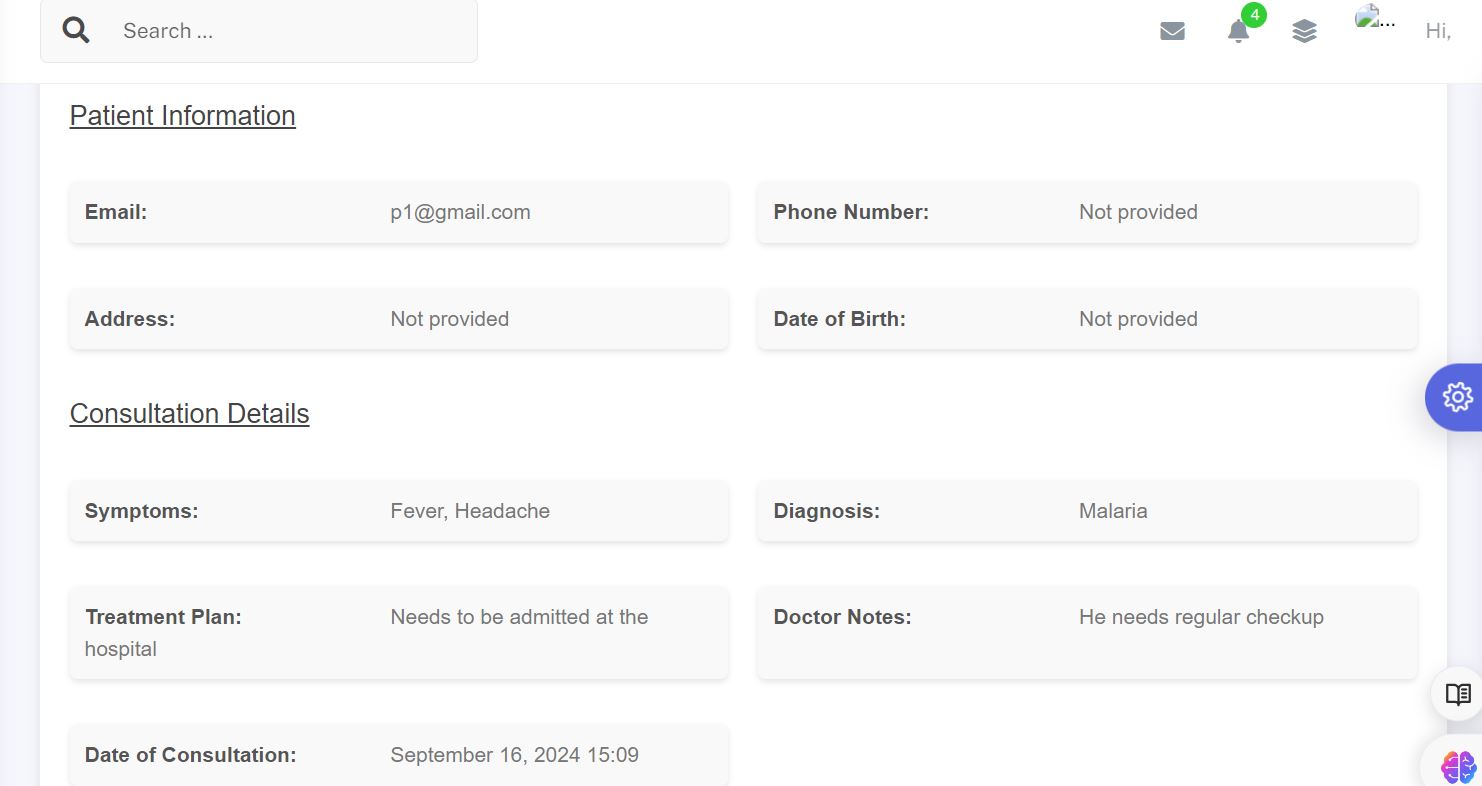 Search ...
4
...
Hi,
Patient Information
Email: p1@gmail.com
Phone Number: Not provided
Address: Not provided
Date of Birth: Not provided
Consultation Details
Symptoms: Fever, Headache
Diagnosis: Malaria
Treatment Plan: Needs to be admitted at the
hospital
Doctor Notes: He needs regular checkup
Date of Consultation: September 16, 2024 15:09